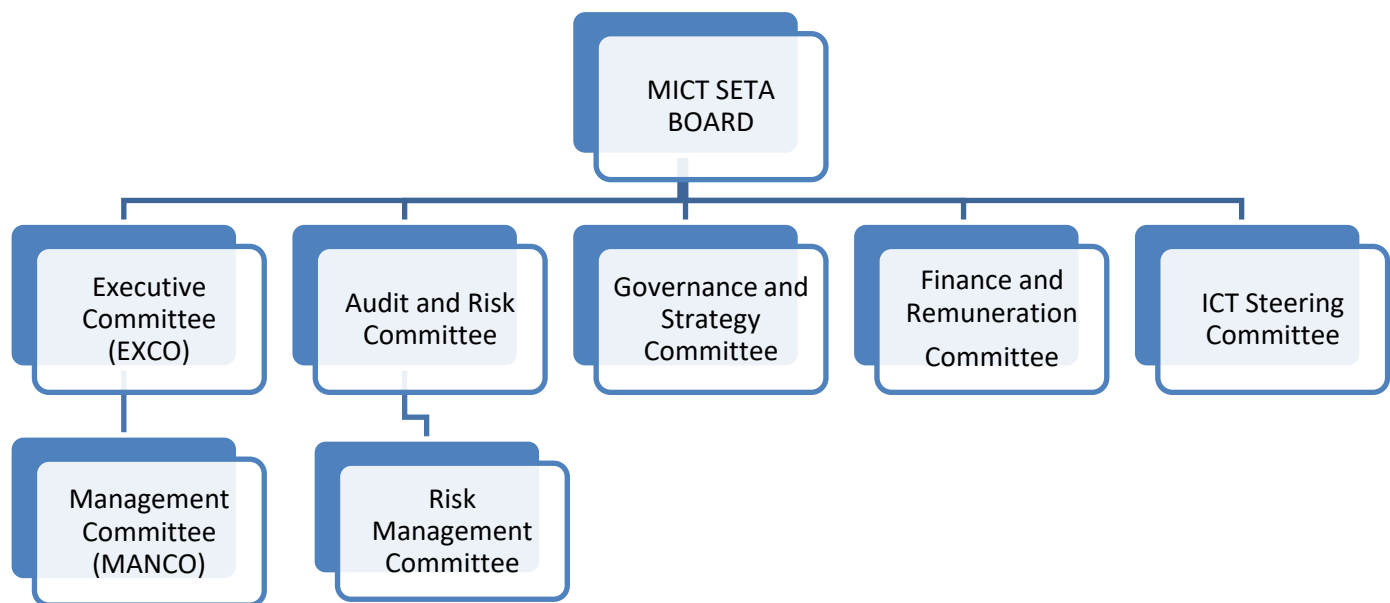 MICT SETA
BOARD
Executive
Committee
(EXCO)
Audit and Risk
Committee
Governance and
Strategy
Committee
Finance and
Remuneration
Committee
ICT Steering
Committee
Management
Committee
(MANCO)
Risk
Management
Committee